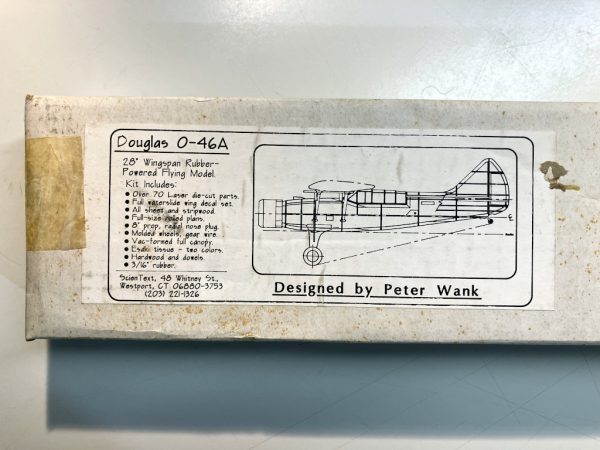 Douglas O-46A
28" Wingspan Rubber-
Powered Flying Model.
Kit Includes:
• Over 70 Laser die-cut parts.
• Full waterslide wing decal set.
• All sheet and stripwood.
• Full-size rolled plans.
• 8" prop, radial nose plug.
• Molded wheels, gear wire.
• Vac-formed full canopy.
• Esaki tissue - two colors.
• Hardwood and dowels.
• 3/16" rubber.
ScienText, 48 Whitney St.,
Westport, CT 06880-3753
(203) 221-1326
Designed by Peter Wank